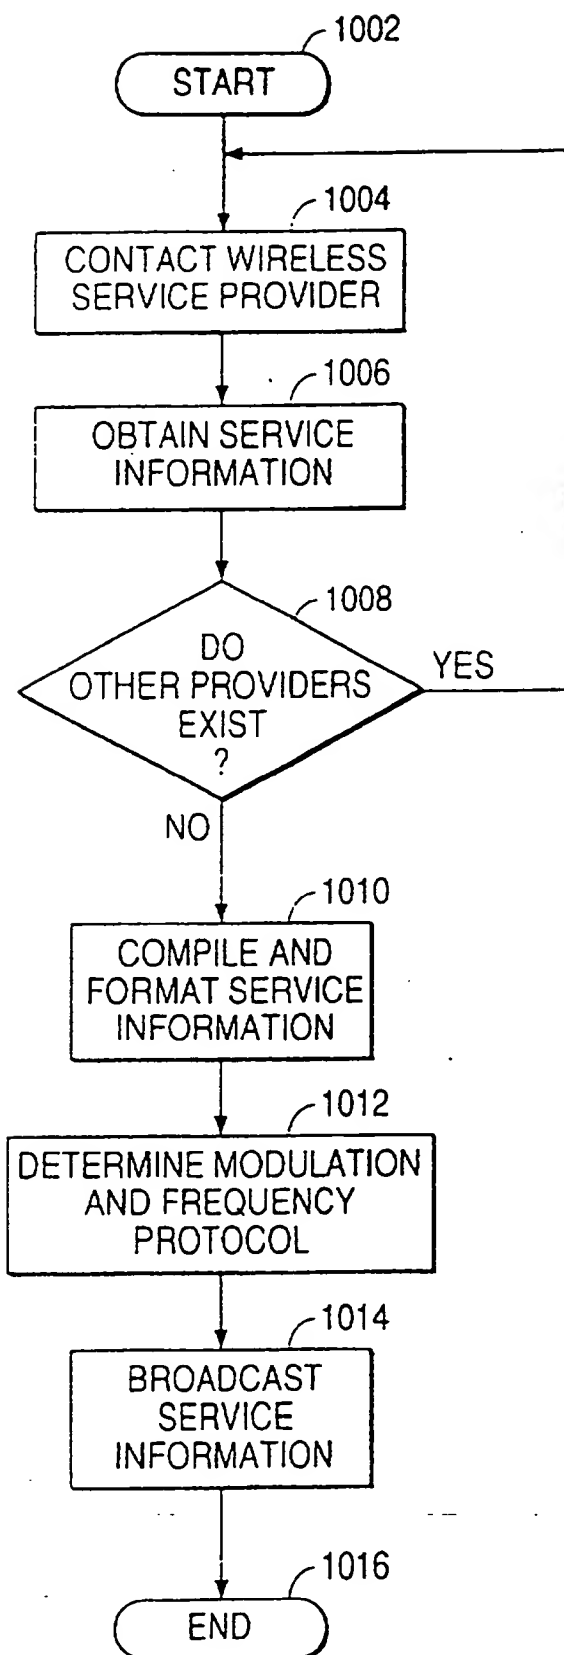 1002
START
1004
CONTACT WIRELESS
SERVICE PROVIDER
1006
OBTAIN SERVICE
INFORMATION
1008
DO
OTHER PROVIDERS
EXIST
?
YES
NO
1010
COMPILE AND
FORMAT SERVICE
INFORMATION
1012
DETERMINE MODULATION
AND FREQUENCY
PROTOCOL
1014
BROADCAST
SERVICE
INFORMATION
1016
END